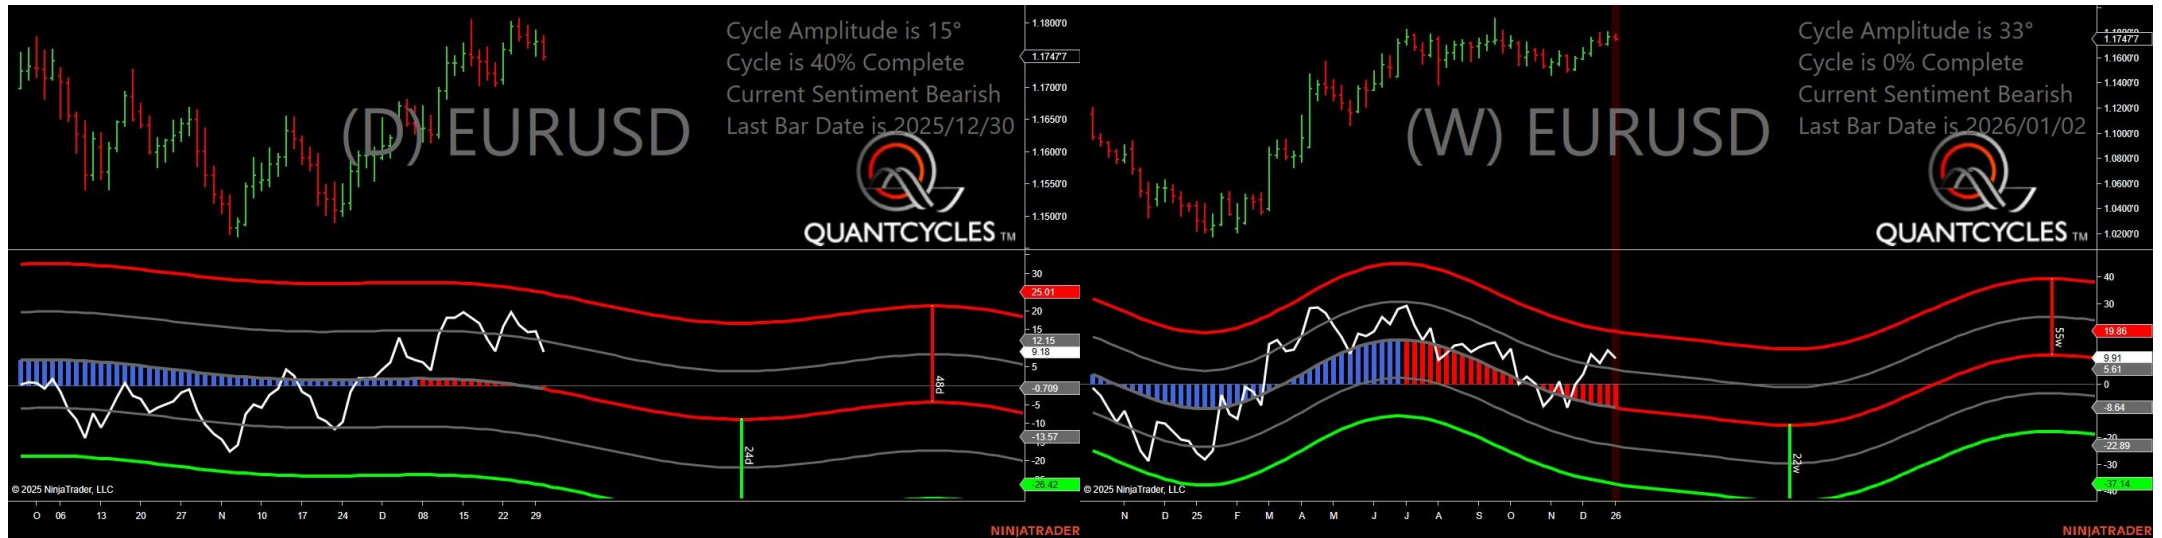 Cycle Amplitude is 15°
Cycle is 40% Complete
Current Sentiment Bearish
Last Bar Date is 2025/12/30
(D) EURUSD
QUANTCYCLES TM
1.1800'0
1.1747'7
1.1700'0
1.1650'0
1.1600'0
1.1550'0
1.1500'0
30
25.01
20
15
12.15
9.18
5
-0.709
-5
-10
-13.57
-20
-26.42
48d
24d
© 2025 NinjaTrader, LLC
O 06 13 20 27 N 10 17 24 D 08 15 22 29
NINJATRADER
Cycle Amplitude is 33°
Cycle is 0% Complete
Current Sentiment Bearish
Last Bar Date is 2026/01/02
(W) EURUSD
QUANTCYCLES TM
1.1747'7
1.1600'0
1.1400'0
1.1200'0
1.1000'0
1.0800'0
1.0600'0
1.0400'0
1.0200'0
40
30
19.86
9.91
5.61
0
-8.64
-22.89
-30
-37.14
55w
22w
© 2025 NinjaTrader, LLC
N D 25 F M A M J J A S O N D 26
NINJATRADER